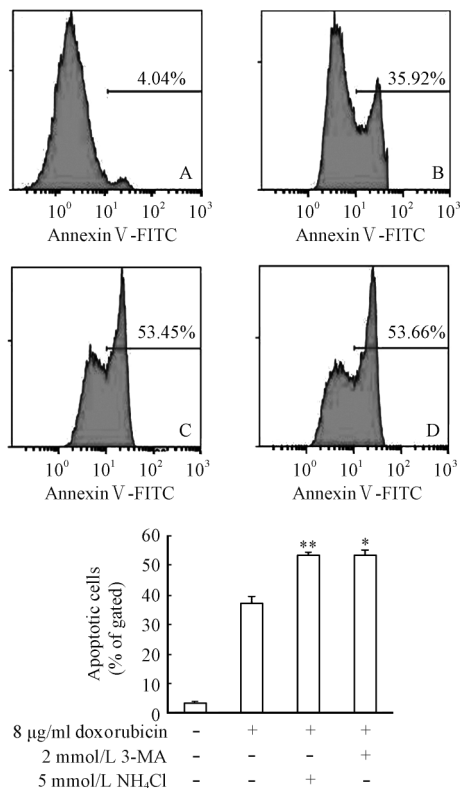 4.04%
A
10⁰ 10¹ 10² 10³
Annexin Ⅴ-FITC
35.92%
B
10⁰ 10¹ 10² 10³
Annexin Ⅴ-FITC
53.45%
C
10⁰ 10¹ 10² 10³
Annexin Ⅴ-FITC
53.66%
D
10⁰ 10¹ 10² 10³
Annexin Ⅴ-FITC
Apoptotic cells
(% of gated)
60
50
40
30
20
10
0
** *
8 μg/ml doxorubicin – + + +
2 mmol/L 3-MA – – – +
5 mmol/L NH₄Cl – – + –